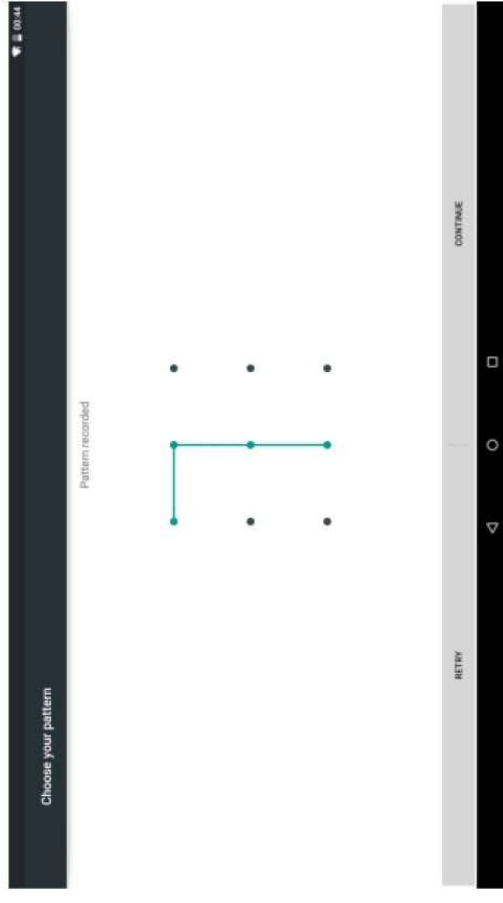 00:44
Choose your pattern
Pattern recorded
RETRY
CONTINUE